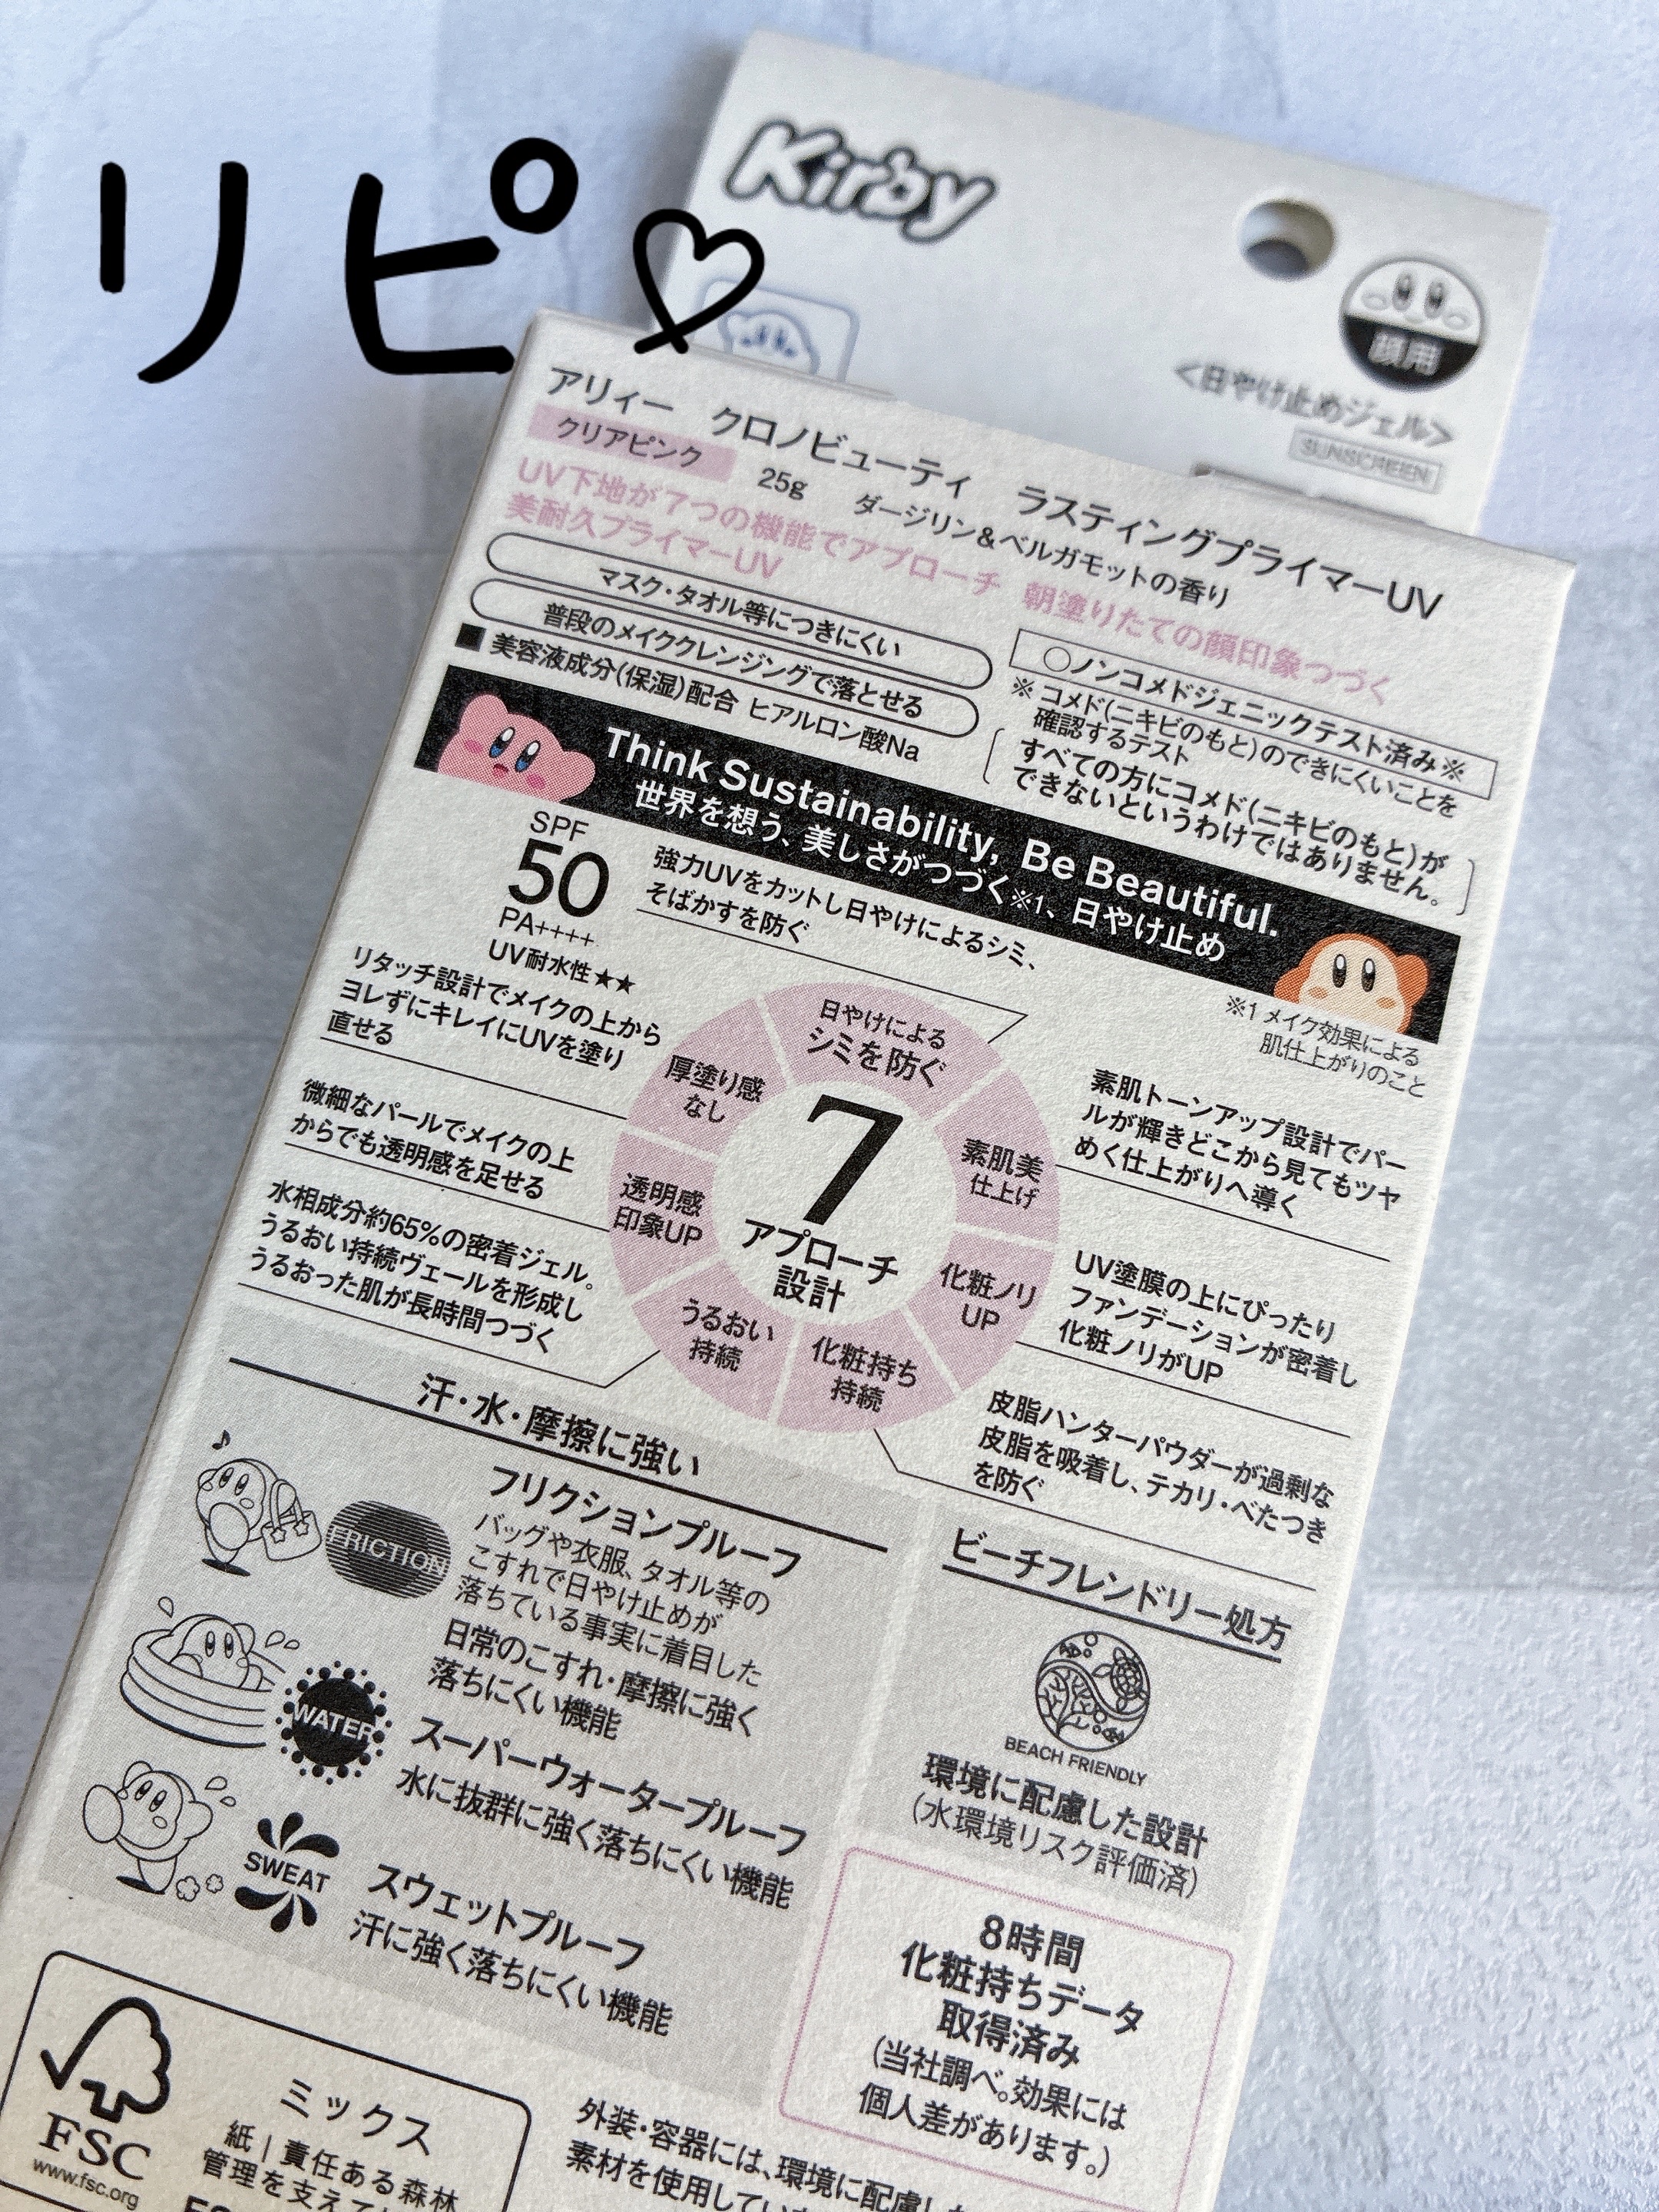 リピ♡
Kirby
顔用
<日やけ止めジェル>
SUNSCREEN
アリィー クロノビューティ ラスティングプライマーUV
クリアピンク 25g ダージリン&ベルガモットの香り
UV下地が7つの機能でアプローチ 朝塗りたての顔印象つづく
美耐久プライマーUV
マスク・タオル等につきにくい
普段のメイククレンジングで落とせる
■美容液成分(保湿)配合 ヒアルロン酸Na
○ノンコメドジェニックテスト済み※
※コメド(ニキビのもと)のできにくいことを
確認するテスト
すべての方にコメド(ニキビのもと)が
できないというわけではありません。
Think Sustainability, Be Beautiful.
世界を想う、美しさがつづく※1、日やけ止め
※1 メイク効果による
肌仕上がりのこと
SPF
50
PA++++
UV耐水性★★
強力UVをカットし日やけによるシミ、
そばかすを防ぐ
リタッチ設計でメイクの上から
ヨレずにキレイにUVを塗り
直せる
微細なパールでメイクの上
からでも透明感を足せる
水相成分約65%の密着ジェル。
うるおい持続ヴェールを形成し
うるおった肌が長時間つづく
日やけによる
シミを防ぐ
素肌美
仕上げ
化粧ノリ
UP
化粧持ち
持続
うるおい
持続
透明感
印象UP
厚塗り感
なし
7
アプローチ
設計
素肌トーンアップ設計でパー
ルが輝きどこから見てもツヤ
めく仕上がりへ導く
UV塗膜の上にぴったり
ファンデーションが密着し
化粧ノリがUP
皮脂ハンターパウダーが過剰な
皮脂を吸着し、テカリ・べたつき
を防ぐ
汗・水・摩擦に強い
FRICTION
フリクションプルーフ
バッグや衣服、タオル等の
こすれで日やけ止めが
落ちている事実に着目した
日常のこすれ・摩擦に強く
落ちにくい機能
WATER
スーパーウォータープルーフ
水に抜群に強く落ちにくい機能
SWEAT
スウェットプルーフ
汗に強く落ちにくい機能
ビーチフレンドリー処方
BEACH FRIENDLY
環境に配慮した設計
(水環境リスク評価済)
8時間
化粧持ちデータ
取得済み
(当社調べ。効果には
個人差があります。)
FSC
www.fsc.org
ミックス
紙|責任ある森林
管理を支えて
外装・容器には、環境に配慮した
素材を使用してい